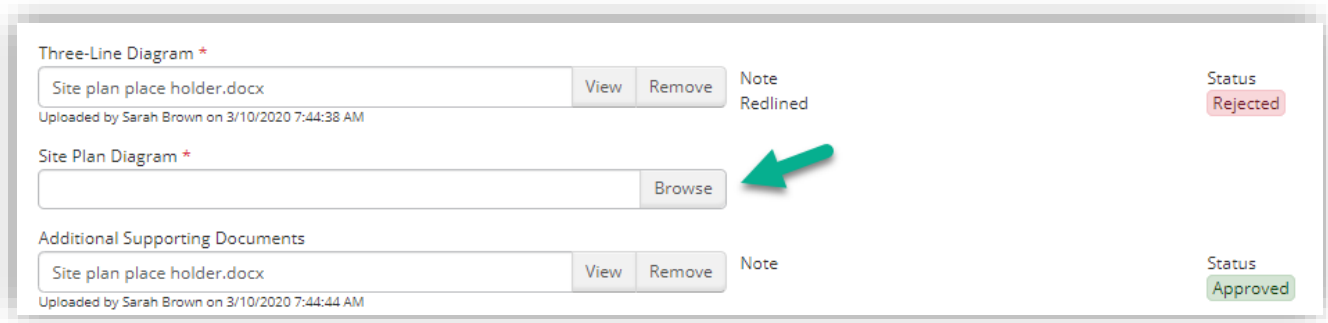 Three-Line Diagram *
Site plan place holder.docx View Remove Note Status
Redlined Rejected
Uploaded by Sarah Brown on 3/10/2020 7:44:38 AM
Site Plan Diagram *
Browse
Additional Supporting Documents
Site plan place holder.docx View Remove Note Status
Approved
Uploaded by Sarah Brown on 3/10/2020 7:44:44 AM